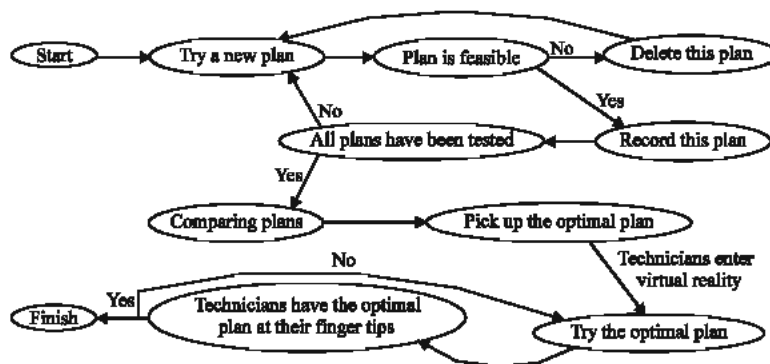 Start
Try a new plan
Plan is feasible
No
Delete this plan
Yes
No
All plans have been tested
Record this plan
Yes
Comparing plans
Pick up the optimal plan
Technicians enter
virtual reality
No
Yes
Finish
Technicians have the optimal
plan at their finger tips
Try the optimal plan